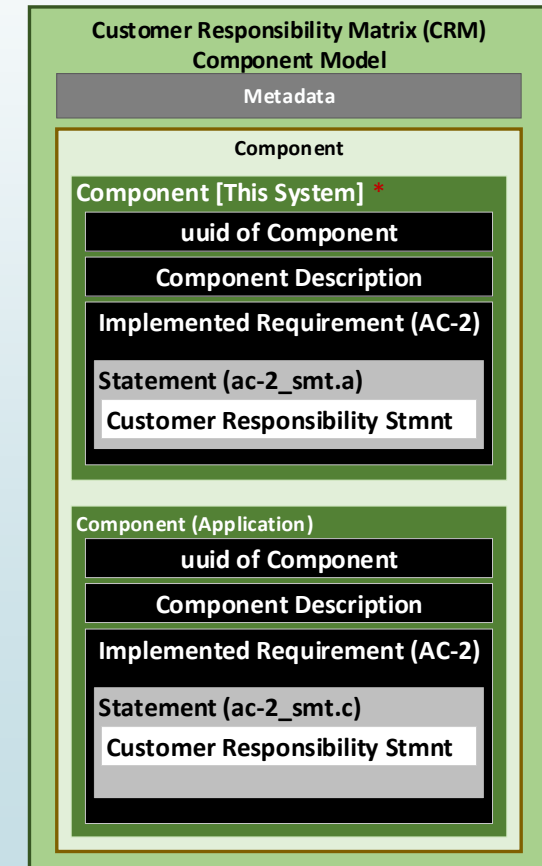 Customer Responsibility Matrix (CRM)
Component Model
Metadata
Component
Component [This System] *
uuid of Component
Component Description
Implemented Requirement (AC-2)
Statement (ac-2_smt.a)
Customer Responsibility Stmnt
Component (Application)
uuid of Component
Component Description
Implemented Requirement (AC-2)
Statement (ac-2_smt.c)
Customer Responsibility Stmnt